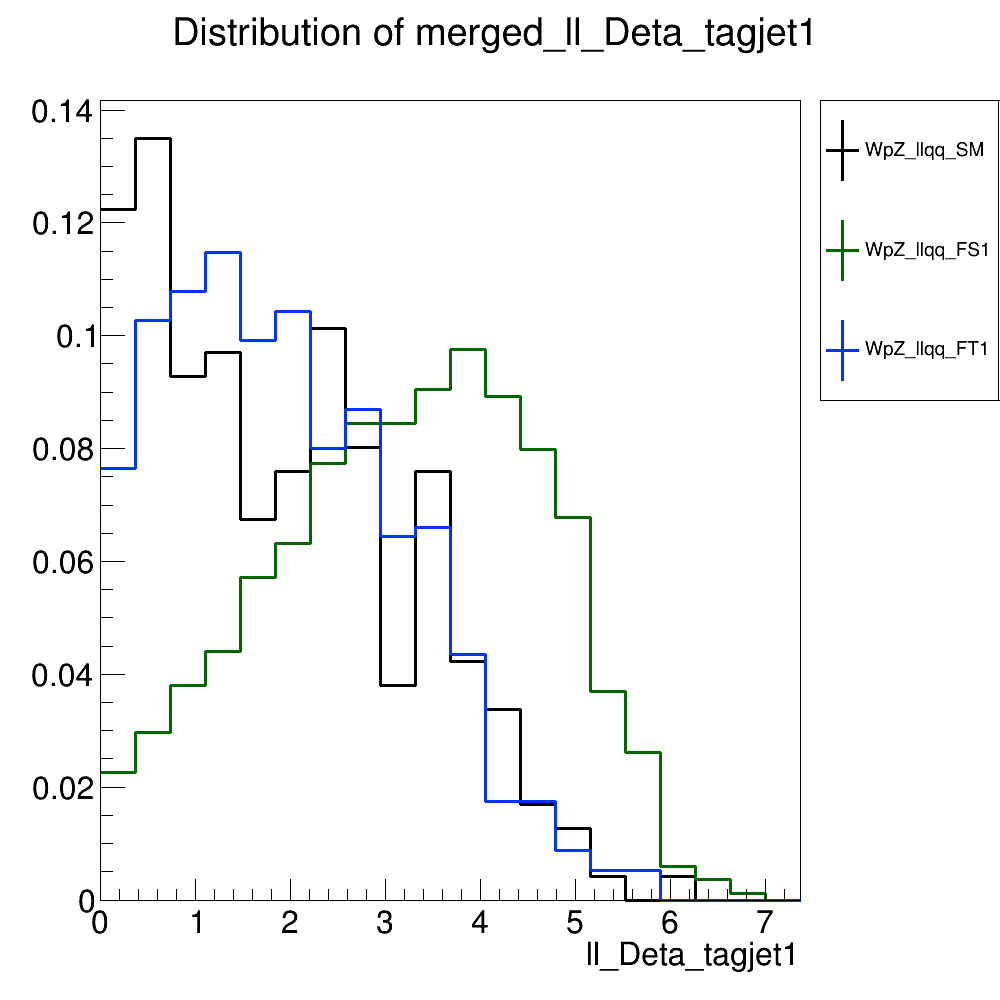 Distribution of merged_ll_Deta_tagjet1
0.14
0.12
0.1
0.08
0.06
0.04
0.02
0
0 1 2 3 4 5 6 7
ll_Deta_tagjet1
WpZ_llqq_SM
WpZ_llqq_FS1
WpZ_llqq_FT1